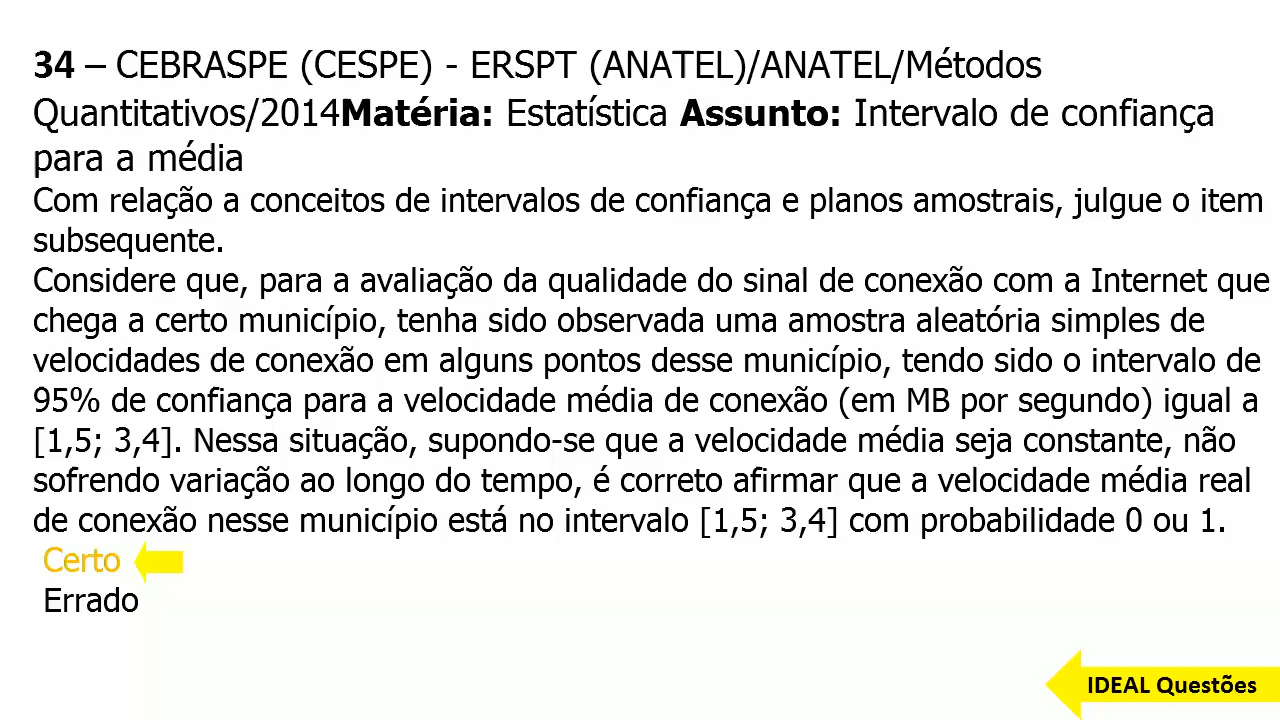 34 – CEBRASPE (CESPE) - ERSPT (ANATEL)/ANATEL/Métodos
Quantitativos/2014Matéria: Estatística Assunto: Intervalo de confiança
para a média
Com relação a conceitos de intervalos de confiança e planos amostrais, julgue o item
subsequente.
Considere que, para a avaliação da qualidade do sinal de conexão com a Internet que
chega a certo município, tenha sido observada uma amostra aleatória simples de
velocidades de conexão em alguns pontos desse município, tendo sido o intervalo de
95% de confiança para a velocidade média de conexão (em MB por segundo) igual a
[1,5; 3,4]. Nessa situação, supondo-se que a velocidade média seja constante, não
sofrendo variação ao longo do tempo, é correto afirmar que a velocidade média real
de conexão nesse município está no intervalo [1,5; 3,4] com probabilidade 0 ou 1.
Certo
Errado
IDEAL Questões